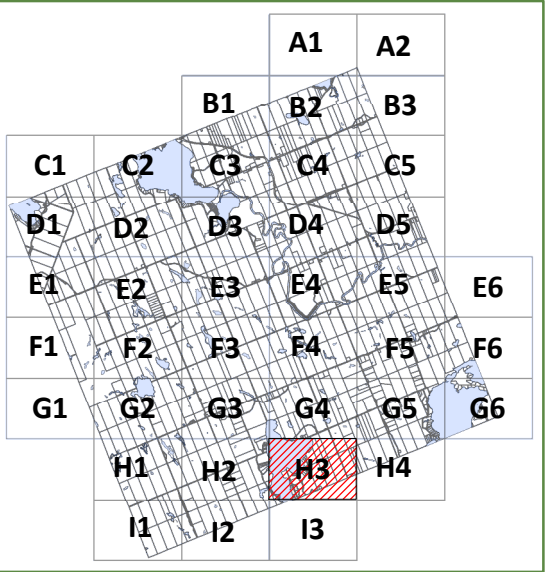 A1 A2
B1 B2 B3
C1 C2 C3 C4 C5
D1 D2 D3 D4 D5
E1 E2 E3 E4 E5 E6
F1 F2 F3 F4 F5 F6
G1 G2 G3 G4 G5 G6
H1 H2 H3 H4
I1 I2 I3